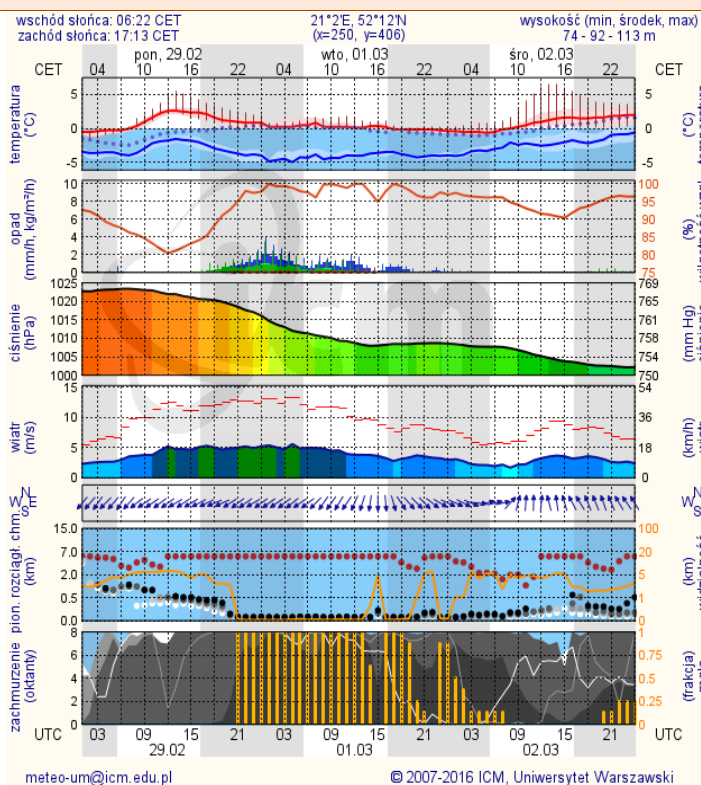 wschód słońca: 06:22 CET 21°2'E, 52°12'N wysokość (min, środek, max)
zachód słońca: 17:13 CET (x=250, y=406) 74 - 92 - 113 m
pon, 29.02 wto, 01.03 śro, 02.03
CET 04 10 16 22 04 10 16 22 04 10 16 22 CET
temperatura
(°C)
5
0
-5
5
0
-5
(°C)
opad
(mm/h, kg/m²/h)
10
8
6
4
2
0
100
95
90
85
80
75
(%)
ciśnienie
(hPa)
1025
1020
1015
1010
1005
1000
769
765
761
758
754
750
(mm Hg)
wiatr
(m/s)
15
10
5
0
54
36
18
0
(km/h)
N
W E
S
N
W
S
pion. rozciągł. chm
(km)
15.0
7.0
2.0
0.5
0.0
100
20
5
1
0
(km)
zachmurzenie
(oktanty)
8
6
4
2
0
1
0.75
0.5
0.25
0
(frakcja)
UTC 03 09 15 21 03 09 15 21 03 09 15 21 UTC
29.02 01.03 02.03
meteo-um@icm.edu.pl © 2007-2016 ICM, Uniwersytet Warszawski